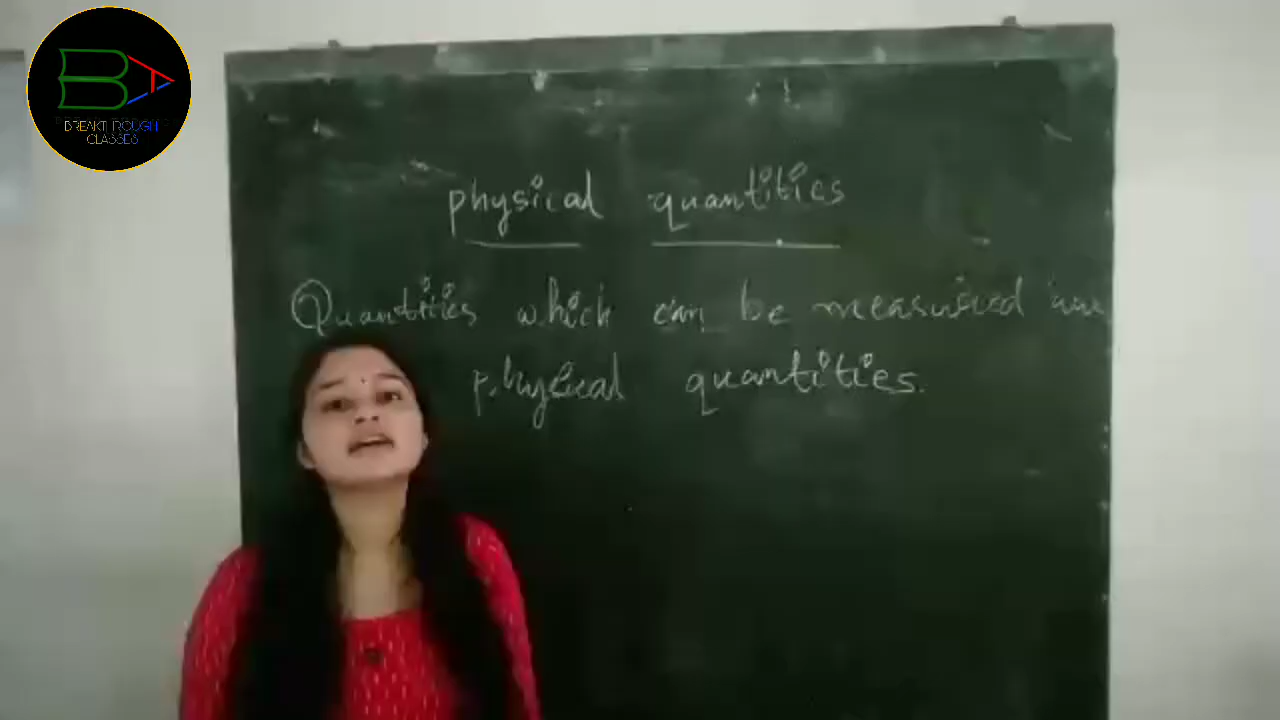 BREAKTHROUGH
CLASSES
physical quantities
Quantities which can be measured are
physical quantities.